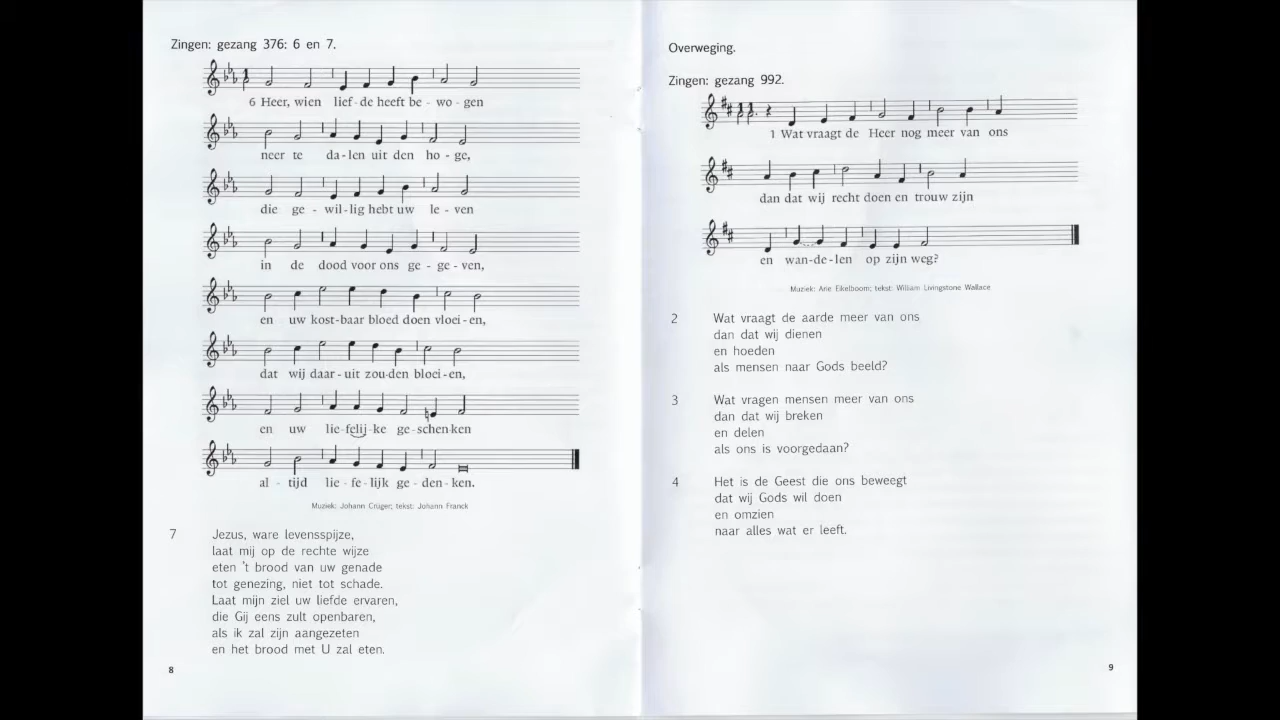 Zingen: gezang 376: 6 en 7.
6 Heer, wien lief-de heeft be - wo - gen
neer te da-len uit den ho - ge,
die ge - wil-lig hebt uw le - ven
in de dood voor ons ge - ge - ven,
en uw kost-baar bloed doen vloei-en,
dat wij daar-uit zou-den bloei-en,
en uw lie-felij-ke ge-schen-ken
al - tijd lie-fe-lijk ge-den-ken.
Muziek: Johann Crüger; tekst: Johann Franck
7 Jezus, ware levensspijze,
laat mij op de rechte wijze
eten 't brood van uw genade
tot genezing, niet tot schade.
Laat mijn ziel uw liefde ervaren,
die Gij eens zult openbaren,
als ik zal zijn aangezeten
en het brood met U zal eten.
8
Overweging.
Zingen: gezang 992.
1 Wat vraagt de Heer nog meer van ons
dan dat wij recht doen en trouw zijn
en wan-de-len op zijn weg?
Muziek: Arie Eikelboom; tekst: William Livingstone Wallace
2 Wat vraagt de aarde meer van ons
dan dat wij dienen
en hoeden
als mensen naar Gods beeld?
3 Wat vragen mensen meer van ons
dan dat wij breken
en delen
als ons is voorgedaan?
4 Het is de Geest die ons beweegt
dat wij Gods wil doen
en omzien
naar alles wat er leeft.
9